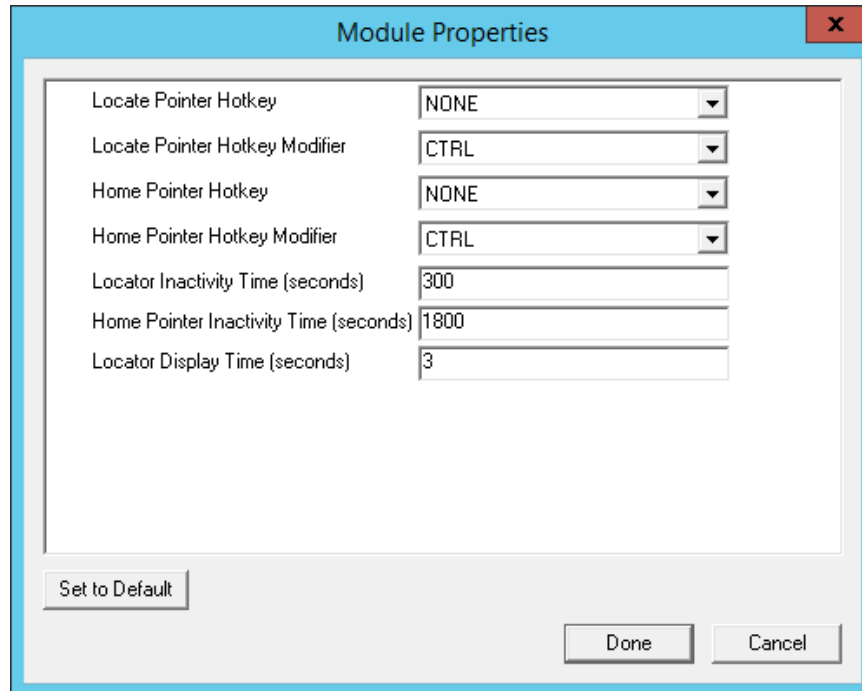 Module Properties
x
Locate Pointer Hotkey NONE
Locate Pointer Hotkey Modifier CTRL
Home Pointer Hotkey NONE
Home Pointer Hotkey Modifier CTRL
Locator Inactivity Time (seconds) 300
Home Pointer Inactivity Time (seconds) 1800
Locator Display Time (seconds) 3
Set to Default
Done Cancel